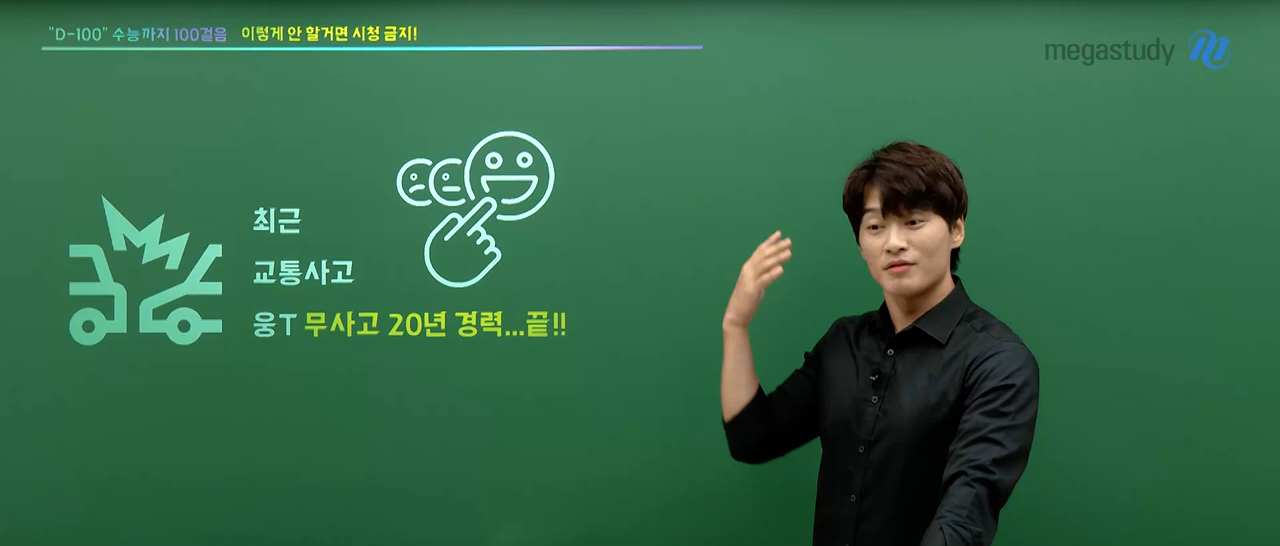 "D-100" 수능까지 100걸음 이렇게 안 할거면 시청 금지!
megastudy
최근
교통사고
웅T 무사고 20년 경력...끝!!